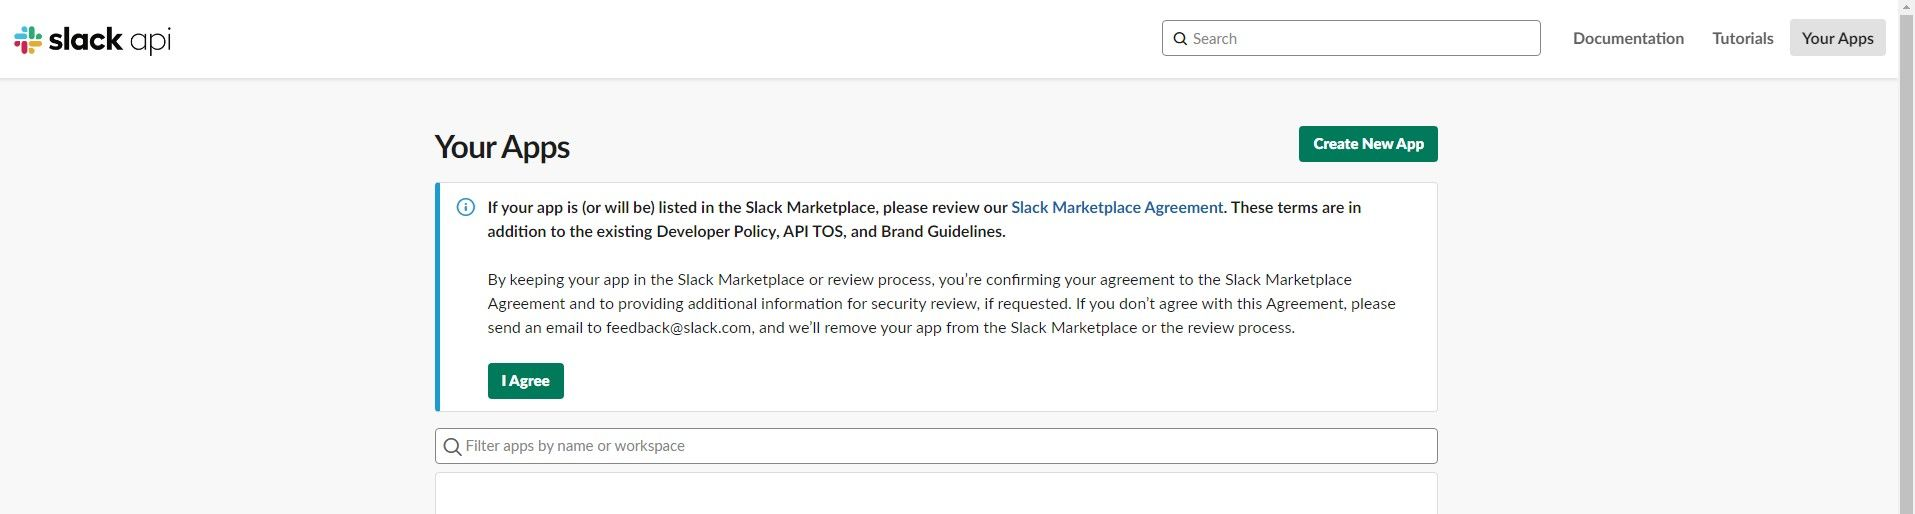 slack api
Search
Documentation
Tutorials
Your Apps
Your Apps
Create New App
If your app is (or will be) listed in the Slack Marketplace, please review our Slack Marketplace Agreement. These terms are in
addition to the existing Developer Policy, API TOS, and Brand Guidelines.
By keeping your app in the Slack Marketplace or review process, you’re confirming your agreement to the Slack Marketplace
Agreement and to providing additional information for security review, if requested. If you don’t agree with this Agreement, please
send an email to feedback@slack.com, and we’ll remove your app from the Slack Marketplace or the review process.
I Agree
Filter apps by name or workspace